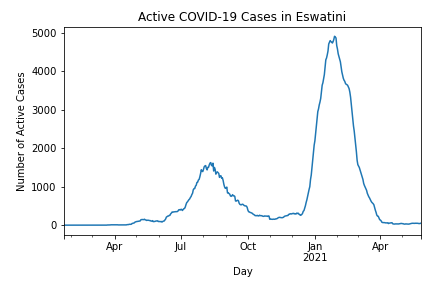 Active COVID-19 Cases in Eswatini
5000
4000
3000
2000
1000
0
Number of Active Cases
Apr Jul Oct Jan Apr
2021
Day